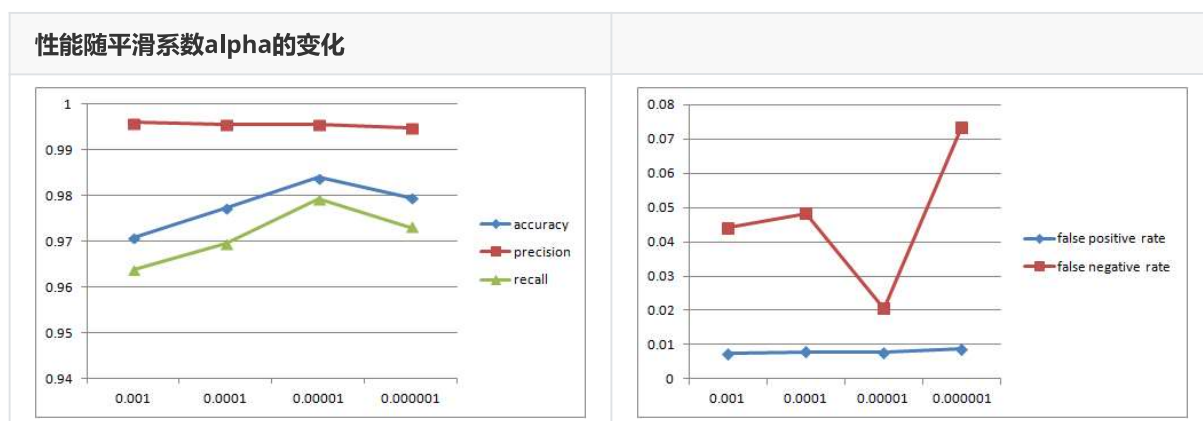 性能随平滑系数alpha的变化
1
0.99
0.98
0.97
0.96
0.95
0.94
0.001 0.0001 0.00001 0.000001
accuracy
precision
recall
0.08
0.07
0.06
0.05
0.04
0.03
0.02
0.01
0
0.001 0.0001 0.00001 0.000001
false positive rate
false negative rate